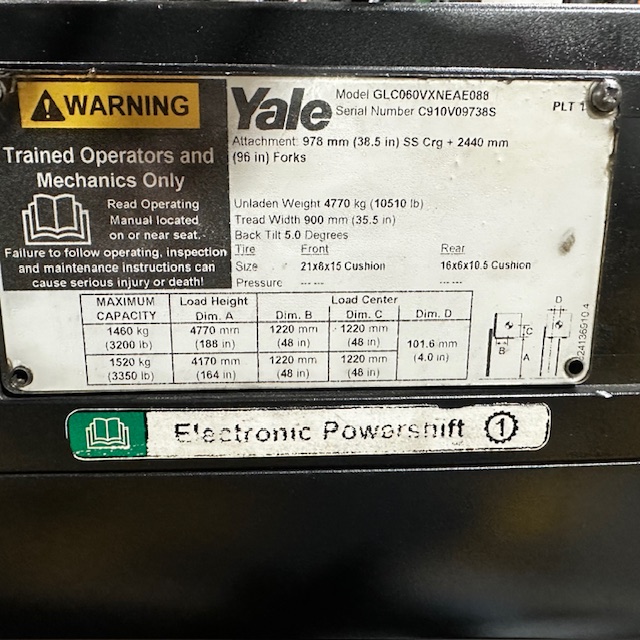 WARNING
Trained Operators and
Mechanics Only
Read Operating
Manual located
on or near seat.
Failure to follow operating, inspection
and maintenance instructions can
cause serious injury or death!
Yale
Model GLC060VXNEAE088
Serial Number C910V09738S
PLT
Attachment: 978 mm (38.5 in) SS Crg + 2440 mm
(96 in) Forks
Unladen Weight 4770 kg (10510 lb)
Tread Width 900 mm (35.5 in)
Back Tilt 5.0 Degrees
Tire Front Rear
Size 21x8x15 Cushion 16x6x10.5 Cushion
Pressure --- --- --- ---
MAXIMUM Load Height Load Center
CAPACITY Dim. A Dim. B Dim. C Dim. D
1460 kg 4770 mm 1220 mm 1220 mm
(3200 lb) (188 in) (48 in) (48 in)
101.6 mm
(4.0 in)
1520 kg 4170 mm 1220 mm 1220 mm
(3350 lb) (164 in) (48 in) (48 in)
D
C
B
A
224136910.4
Electronic Powershift 1